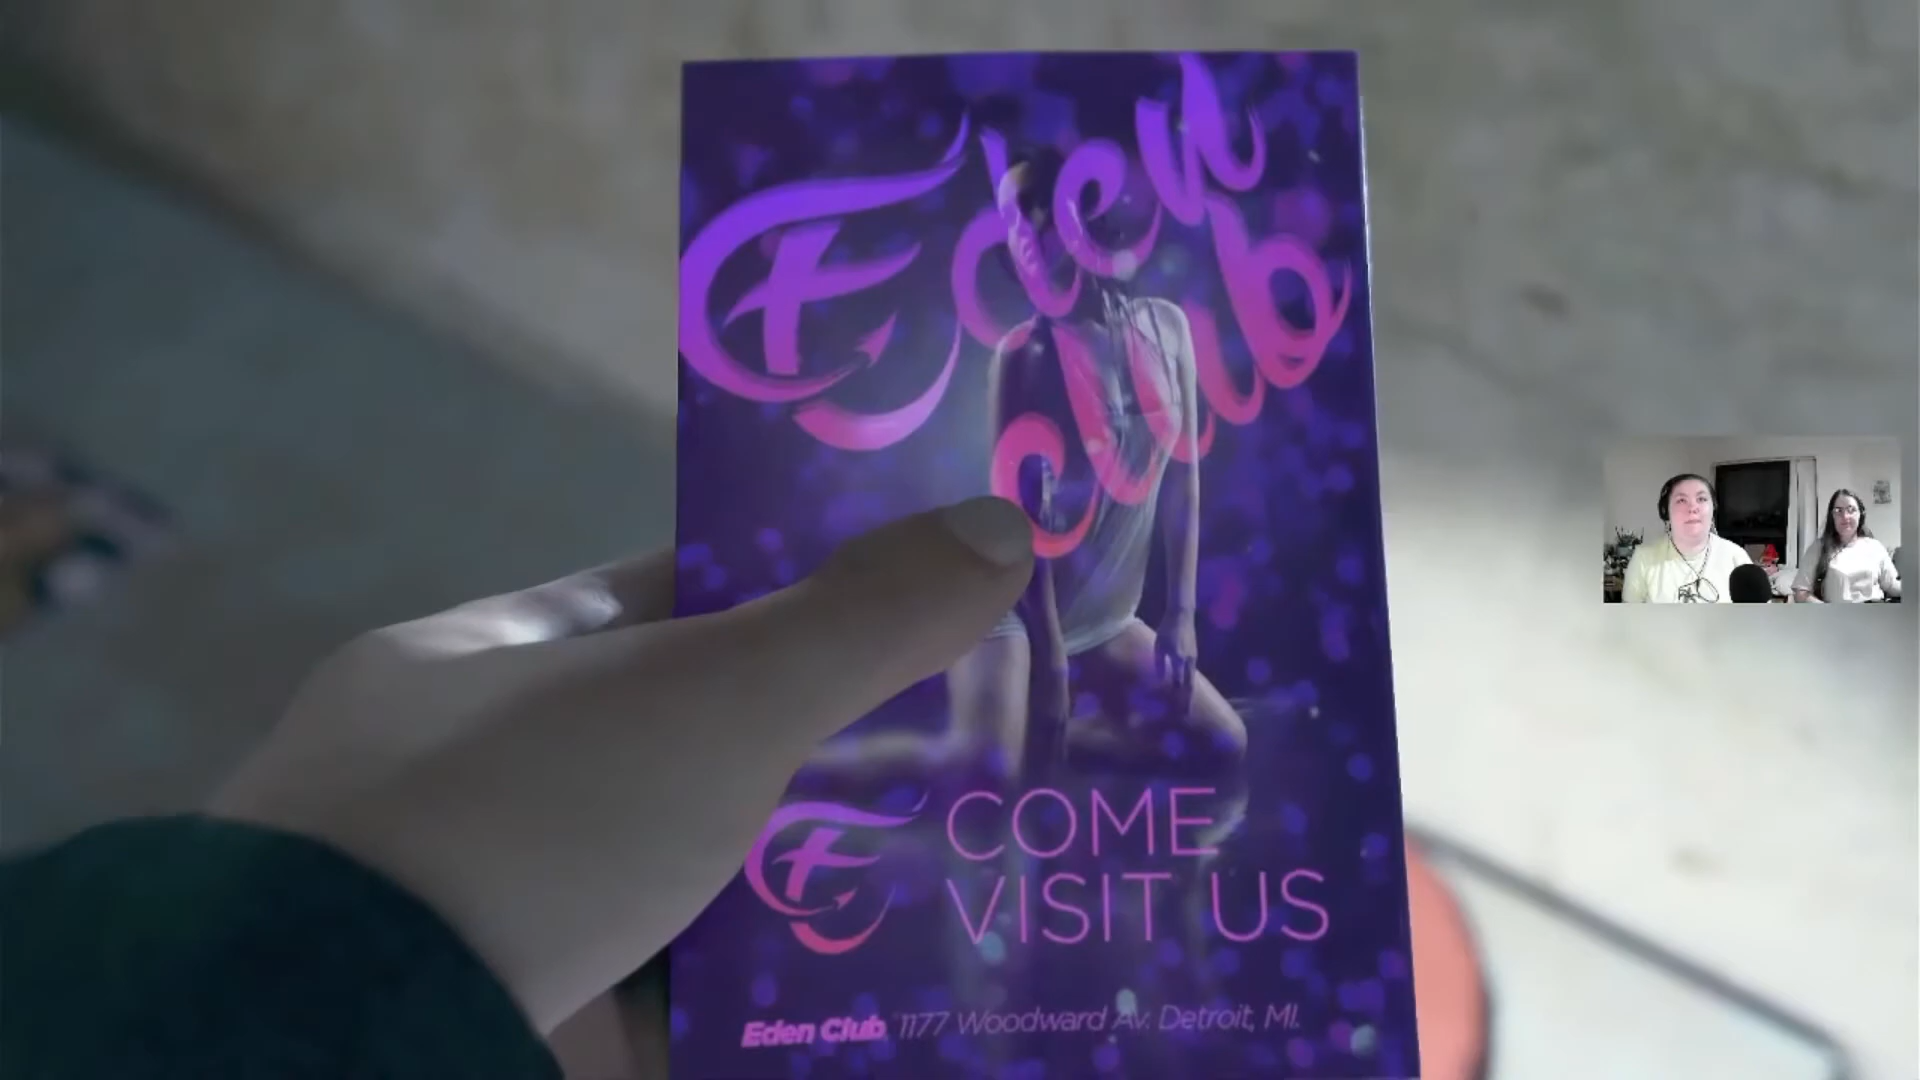 Eden
club
COME
VISIT US
Eden Club, 1177 Woodward Av. Detroit, MI.